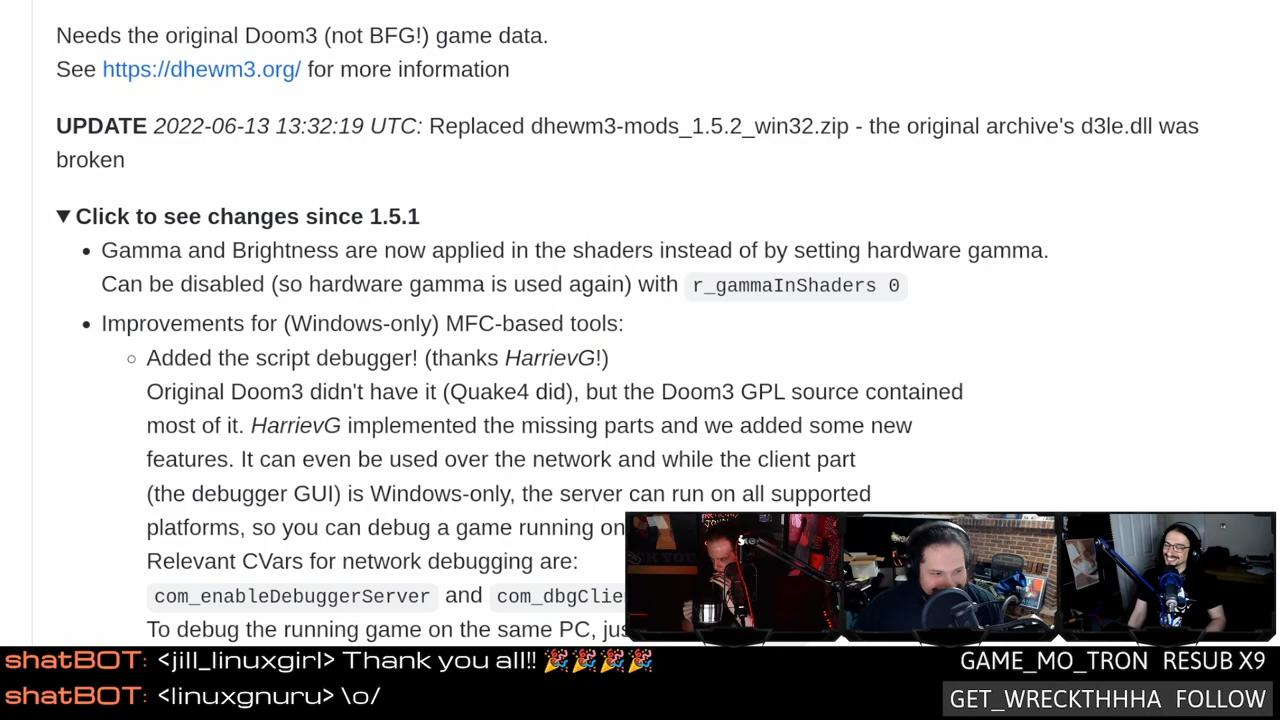 Needs the original Doom3 (not BFG!) game data.
See https://dhewm3.org/ for more information
UPDATE 2022-06-13 13:32:19 UTC: Replaced dhewm3-mods_1.5.2_win32.zip - the original archive's d3le.dll was
broken
▼ Click to see changes since 1.5.1
• Gamma and Brightness are now applied in the shaders instead of by setting hardware gamma.
Can be disabled (so hardware gamma is used again) with r_gammaInShaders 0
• Improvements for (Windows-only) MFC-based tools:
○ Added the script debugger! (thanks HarrievG!)
Original Doom3 didn't have it (Quake4 did), but the Doom3 GPL source contained
most of it. HarrievG implemented the missing parts and we added some new
features. It can even be used over the network and while the client part
(the debugger GUI) is Windows-only, the server can run on all supported
platforms, so you can debug a game running on
Relevant CVars for network debugging are:
com_enableDebuggerServer and com_dbgClie
To debug the running game on the same PC, jus
shatBOT: <jill_linuxgirl> Thank you all!! 🎉🎉🎉🎉
shatBOT: <linuxgnuru> \o/
GAME_MO_TRON RESUB X9
GET_WRECKTHHHA FOLLOW